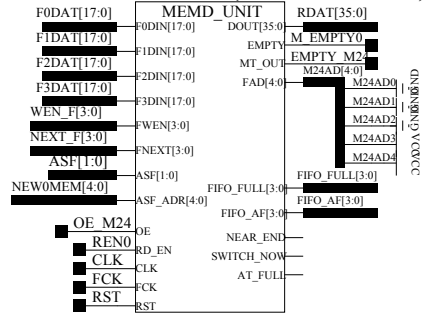 MEMD_UNIT
F0DAT[17:0]
F0DIN[17:0]
F1DAT[17:0]
F1DIN[17:0]
F2DAT[17:0]
F2DIN[17:0]
F3DAT[17:0]
F3DIN[17:0]
WEN_F[3:0]
FWEN[3:0]
NEXT_F[3:0]
FNEXT[3:0]
ASF[1:0]
ASF[1:0]
NEW0MEM[4:0]
ASF_ADR[4:0]
OE_M24
OE
REN0
RD_EN
CLK
CLK
FCK
FCK
RST
RST
RDAT[35:0]
DOUT[35:0]
M_EMPTY0
EMPTY
EMPTY_M24
MT_OUT
M24AD[4:0]
FAD[4:0]
M24AD0
GND
M24AD1
GND
M24AD2
GND
M24AD3
VCC
M24AD4
VCC
FIFO_FULL[3:0]
FIFO_FULL[3:0]
FIFO_AF[3:0]
FIFO_AF[3:0]
NEAR_END
SWITCH_NOW
AT_FULL